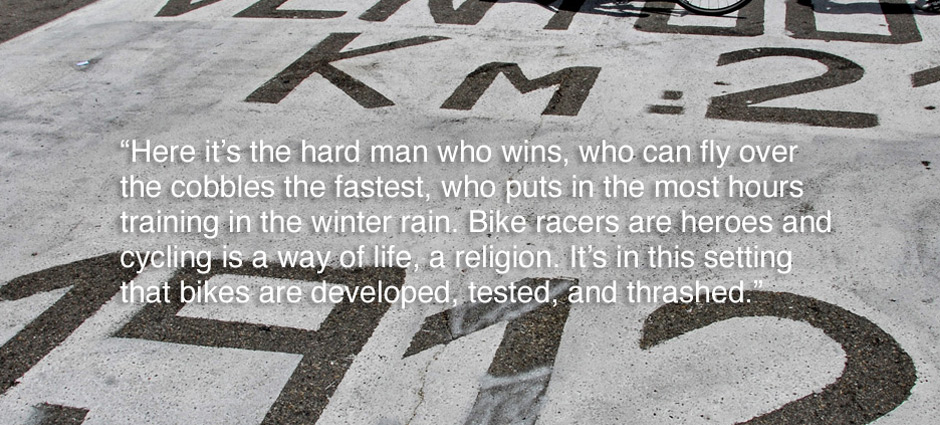 Km:2
“Here it’s the hard man who wins, who can fly over
the cobbles the fastest, who puts in the most hours
training in the winter rain. Bike racers are heroes and
cycling is a way of life, a religion. It’s in this setting
that bikes are developed, tested, and thrashed.”
1912